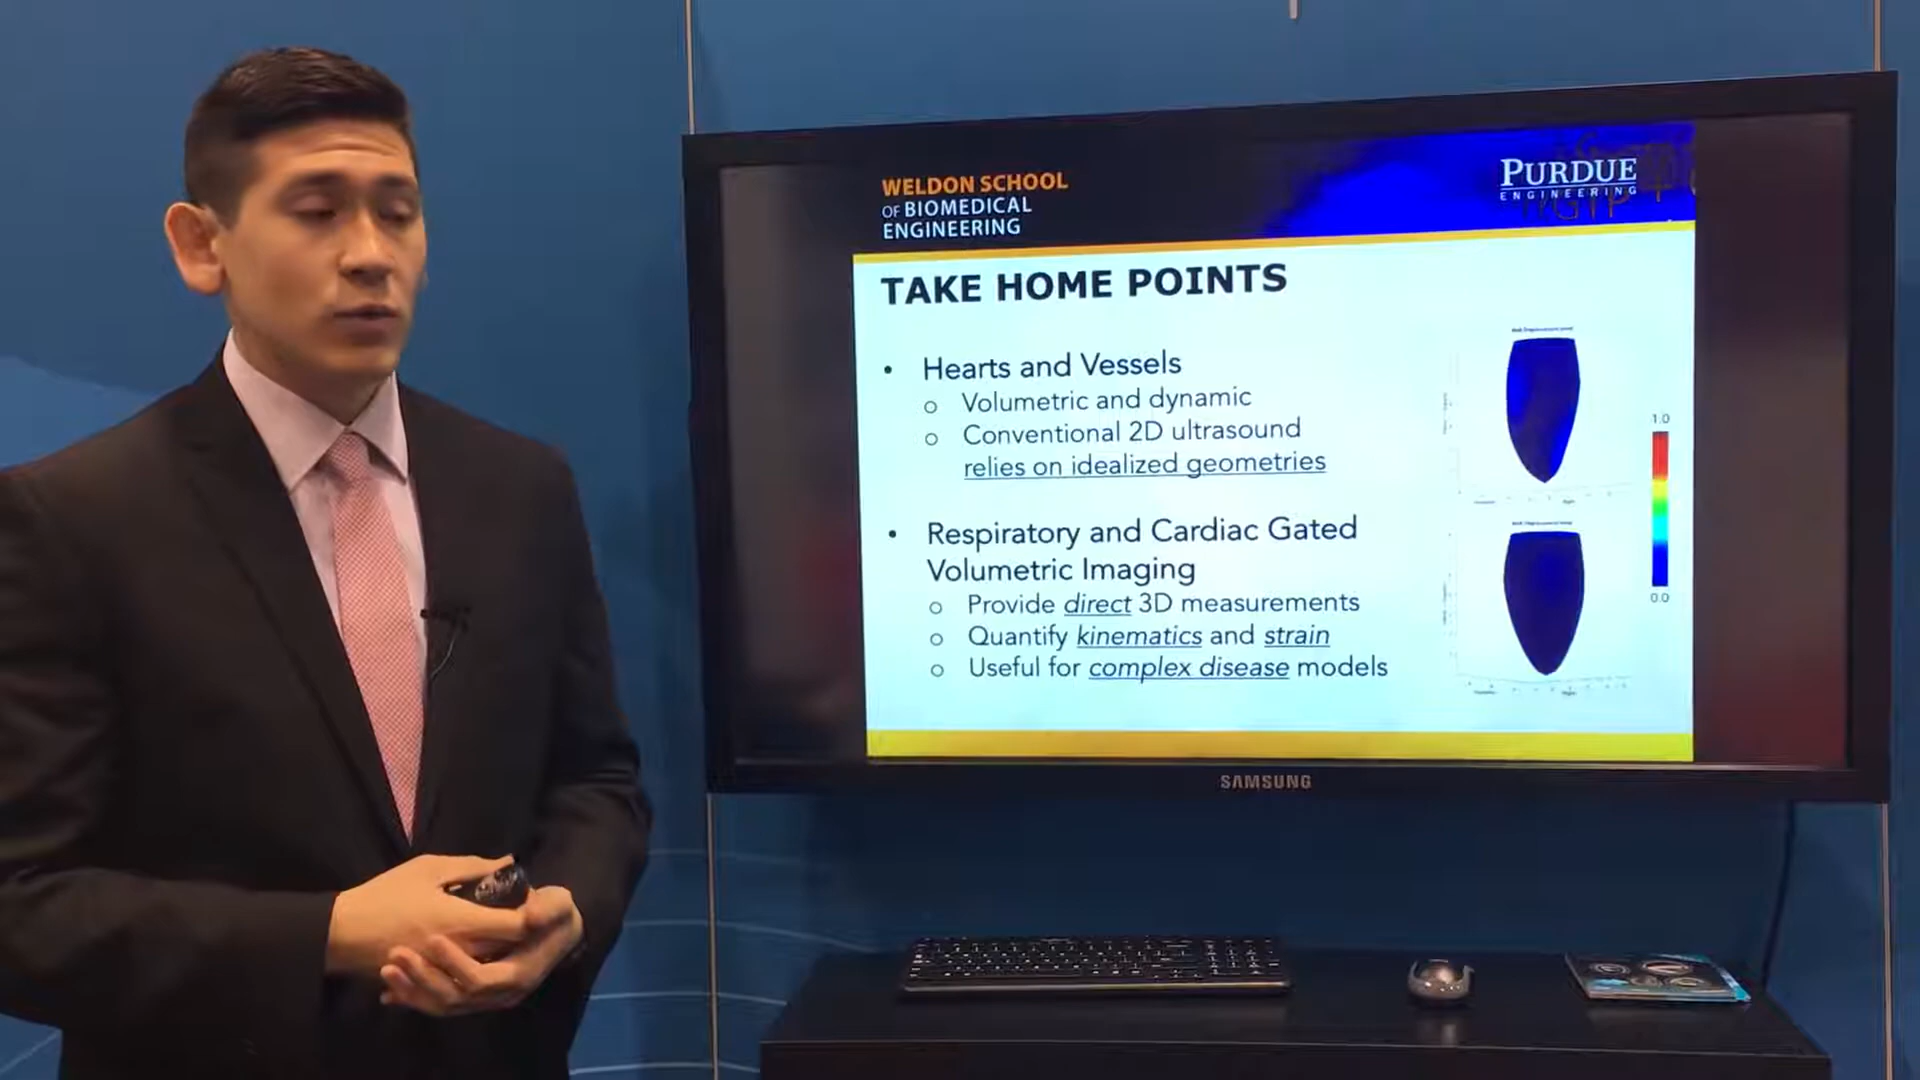 WELDON SCHOOL
OF BIOMEDICAL
ENGINEERING
PURDUE
ENGINEERING
TAKE HOME POINTS
• Hearts and Vessels
o Volumetric and dynamic
o Conventional 2D ultrasound
relies on idealized geometries
• Respiratory and Cardiac Gated
Volumetric Imaging
o Provide direct 3D measurements
o Quantify kinematics and strain
o Useful for complex disease models
1.0
0.0
SAMSUNG